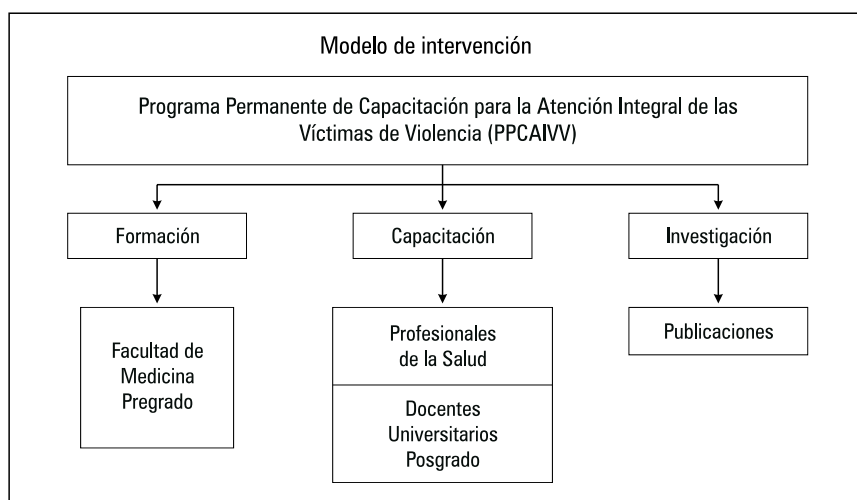 Modelo de intervención
Programa Permanente de Capacitación para la Atención Integral de las
Víctimas de Violencia (PPCAIVV)
Formación
Capacitación
Investigación
Facultad de
Medicina
Pregrado
Profesionales
de la Salud
Docentes
Universitarios
Posgrado
Publicaciones